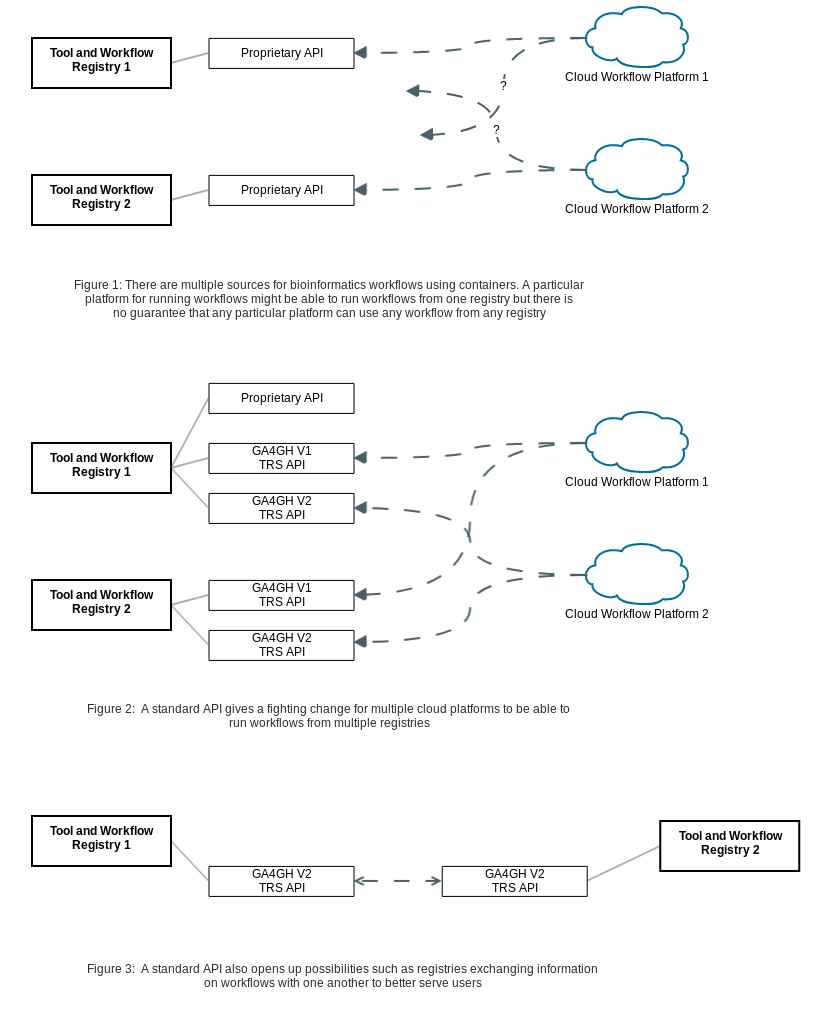 Tool and Workflow
Registry 1
Proprietary API
Cloud Workflow Platform 1
?
?
Tool and Workflow
Registry 2
Proprietary API
Cloud Workflow Platform 2
Figure 1: There are multiple sources for bioinformatics workflows using containers. A particular
platform for running workflows might be able to run workflows from one registry but there is
no guarantee that any particular platform can use any workflow from any registry
Proprietary API
Tool and Workflow
Registry 1
GA4GH V1
TRS API
GA4GH V2
TRS API
Cloud Workflow Platform 1
Tool and Workflow
Registry 2
GA4GH V1
TRS API
GA4GH V2
TRS API
Cloud Workflow Platform 2
Figure 2:  A standard API gives a fighting change for multiple cloud platforms to be able to
run workflows from multiple registries
Tool and Workflow
Registry 1
GA4GH V2
TRS API
GA4GH V2
TRS API
Tool and Workflow
Registry 2
Figure 3:  A standard API also opens up possibilities such as registries exchanging information
on workflows with one another to better serve users